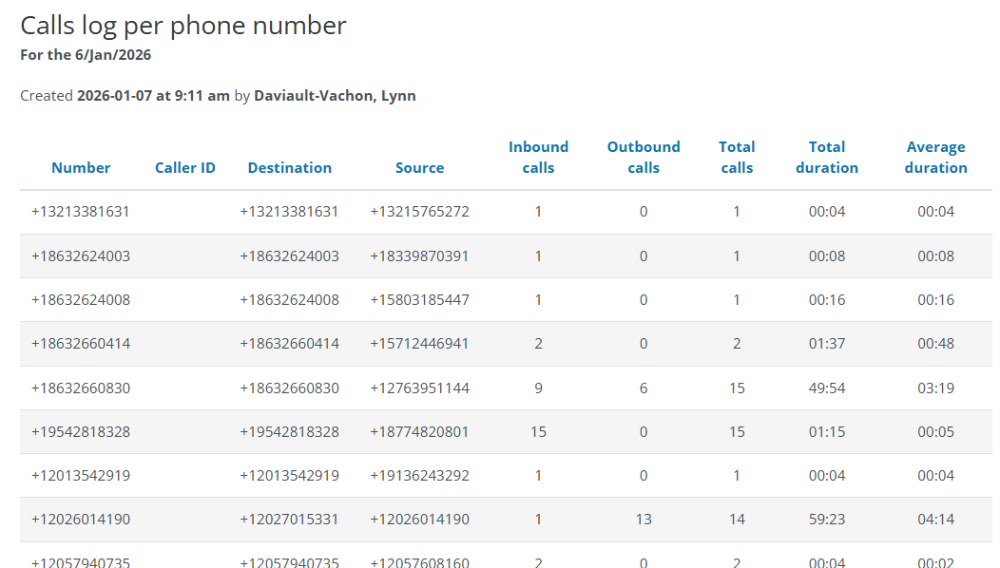 Calls log per phone number
For the 6/Jan/2026
Created 2026-01-07 at 9:11 am by Daviault-Vachon, Lynn
Number Caller ID Destination Source Inbound calls Outbound calls Total calls Total duration Average duration
+13213381631 +13213381631 +13215765272 1 0 1 00:04 00:04
+18632624003 +18632624003 +18339870391 1 0 1 00:08 00:08
+18632624008 +18632624008 +15803185447 1 0 1 00:16 00:16
+18632660414 +18632660414 +15712446941 2 0 2 01:37 00:48
+18632660830 +18632660830 +12763951144 9 6 15 49:54 03:19
+19542818328 +19542818328 +18774820801 15 0 15 01:15 00:05
+12013542919 +12013542919 +19136243292 1 0 1 00:04 00:04
+12026014190 +12027015331 +12026014190 1 13 14 59:23 04:14
+12057940735 +12057940735 +12057608160 2 0 2 00:04 00:02